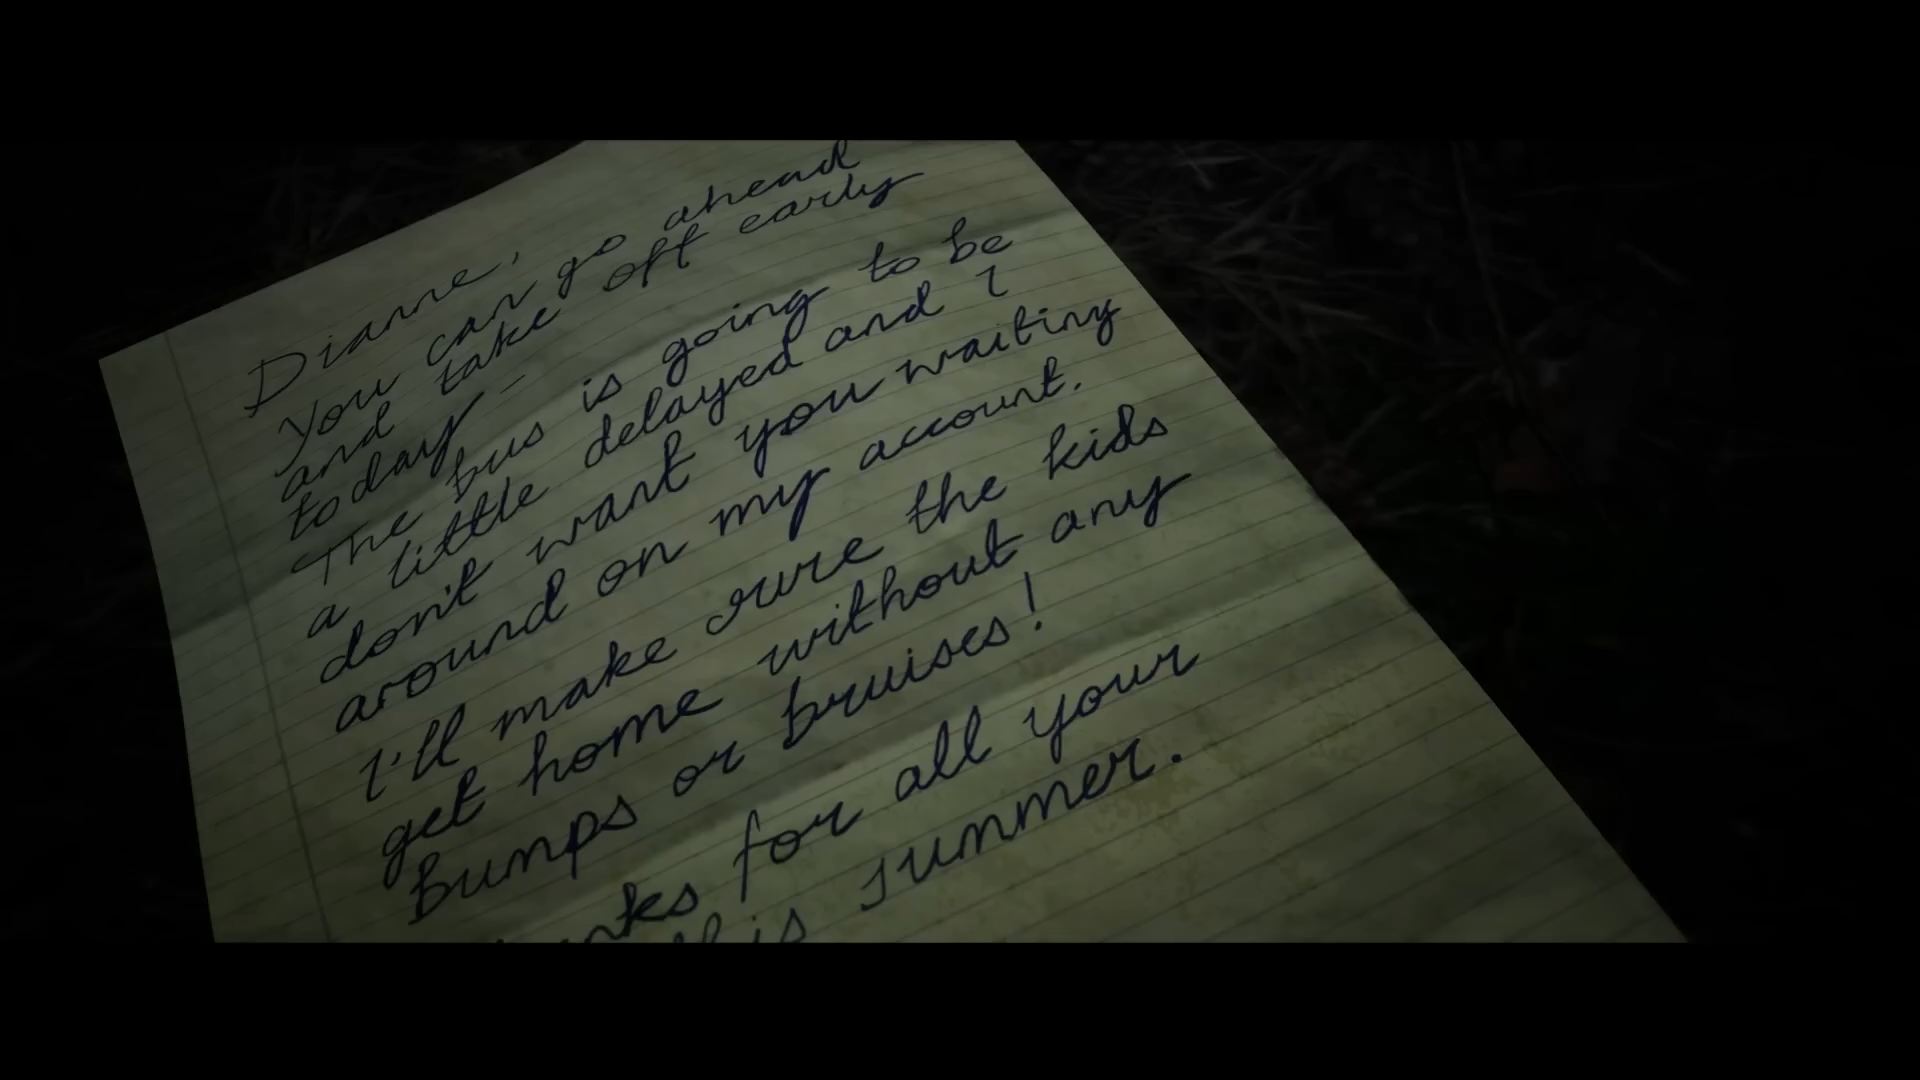 Dianne,
You can go ahead
and take off early
today –
The bus is going to be
a little delayed and I
don't want you waiting
around on my account.
I'll make sure the kids
get home without any
bumps or bruises!
for all your
this summer.